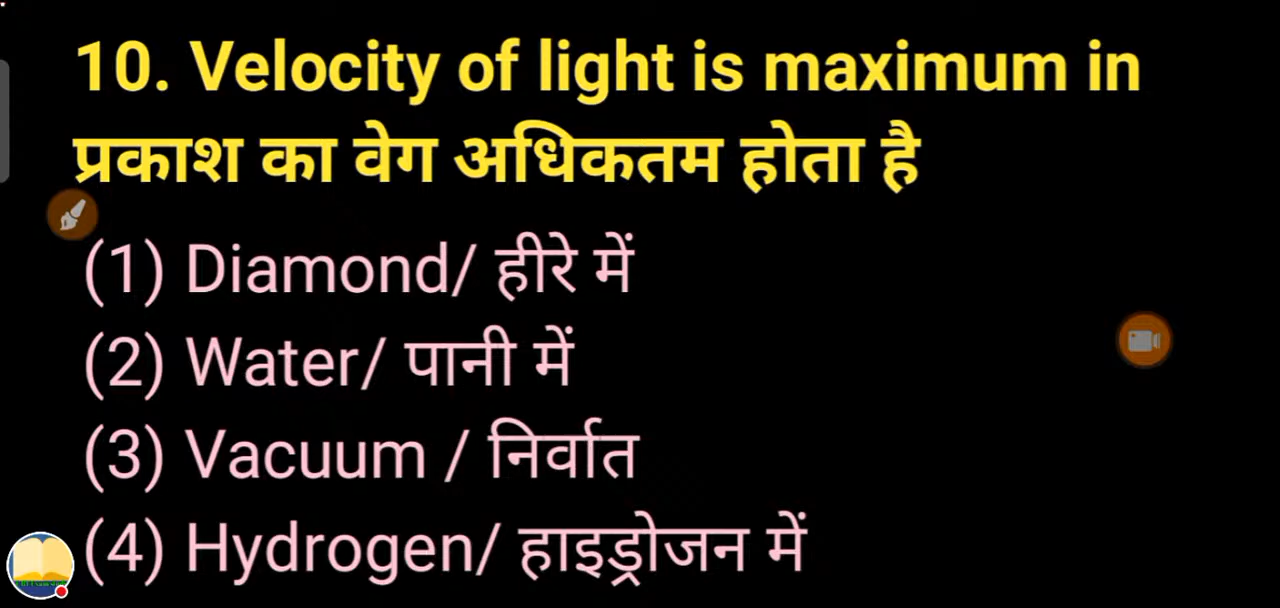 10. Velocity of light is maximum in
प्रकाश का वेग अधिकतम होता है
(1) Diamond/ हीरे में
(2) Water/ पानी में
(3) Vacuum / निर्वात
(4) Hydrogen/ हाइड्रोजन में